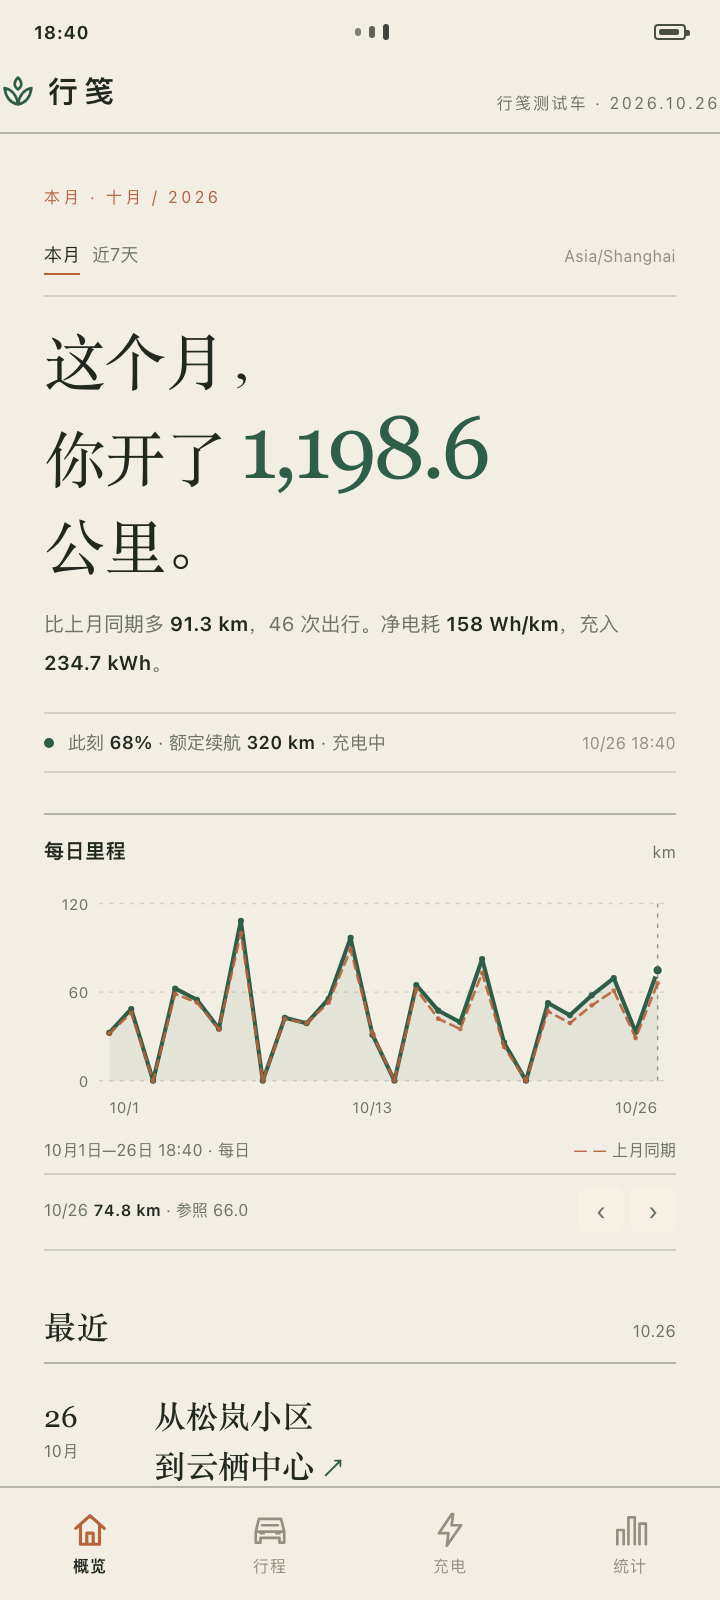 18:40
行笺
行笺测试车 · 2026.10.26
本月 · 十月 / 2026
本月 近7天
Asia/Shanghai
这个月，
你开了 1,198.6
公里。
比上月同期多 91.3 km，46 次出行。净电耗 158 Wh/km，充入
234.7 kWh。
此刻 68% · 额定续航 320 km · 充电中
10/26 18:40
每日里程
km
120
60
0
10/1
10/13
10/26
10月1日—26日 18:40 · 每日
上月同期
10/26 74.8 km · 参照 66.0
‹ ›
最近
10.26
26
10月
从松岚小区
到云栖中心 ↗
概览
行程
充电
统计